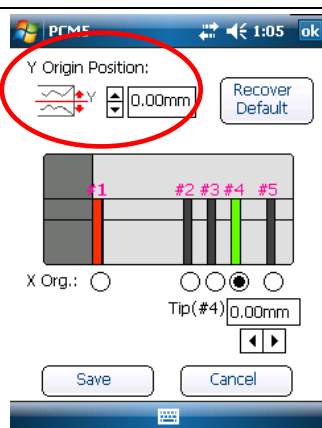 PCM5 1:05 ok
Y Origin Position:
Y 0.00mm
Recover
Default
#1 #2 #3 #4 #5
X Org.:
Tip(#4) 0.00mm
Save Cancel